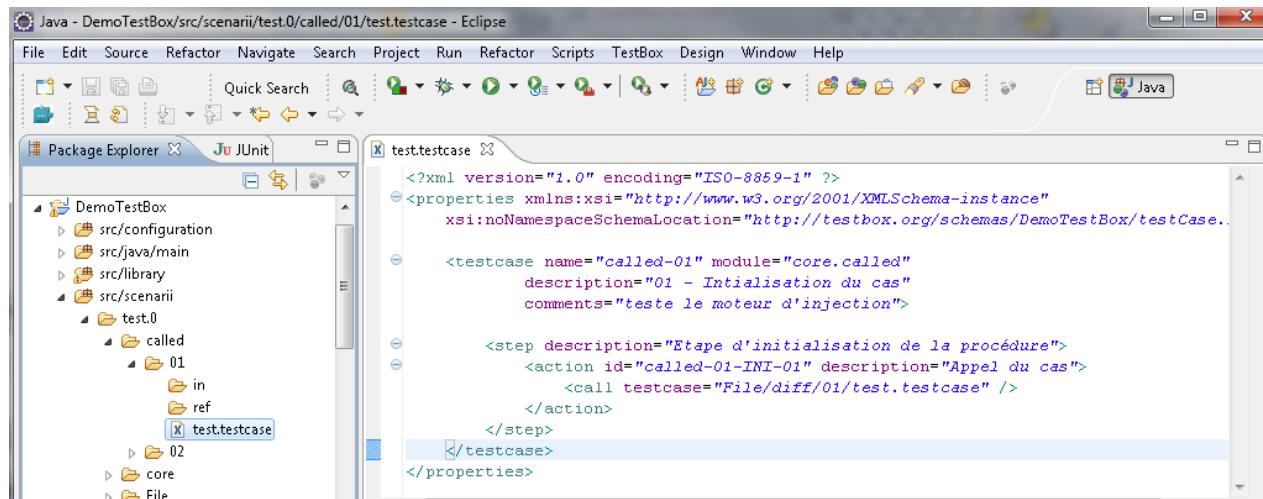 Java - DemoTestBox/src/scenarii/test.0/called/01/test.testcase - Eclipse
File Edit Source Refactor Navigate Search Project Run Refactor Scripts TestBox Design Window Help
Quick Search
Java
Package Explorer
Ju JUnit
DemoTestBox
src/configuration
src/java/main
src/library
src/scenarii
test.0
called
01
in
ref
test.testcase
02
core
File
test.testcase
<?xml version="1.0" encoding="ISO-8859-1" ?>
<properties xmlns:xsi="http://www.w3.org/2001/XMLSchema-instance"
xsi:noNamespaceSchemaLocation="http://testbox.org/schemas/DemoTestBox/testCase..
<testcase name="called-01" module="core.called"
description="01 - Intialisation du cas"
comments="teste le moteur d'injection">
<step description="Etape d'initialisation de la procédure">
<action id="called-01-INI-01" description="Appel du cas">
<call testcase="File/diff/01/test.testcase" />
</action>
</step>
</testcase>
</properties>